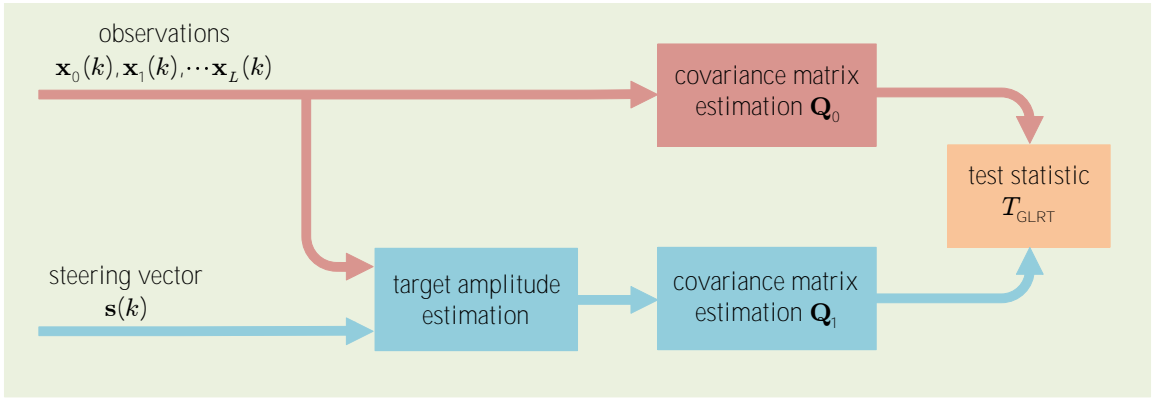 observations
𝐱₀(k), 𝐱₁(k), ⋯ 𝐱_L(k)
covariance matrix
estimation 𝐐₀
test statistic
T_GLRT
steering vector
𝐬(k)
target amplitude
estimation
covariance matrix
estimation 𝐐₁